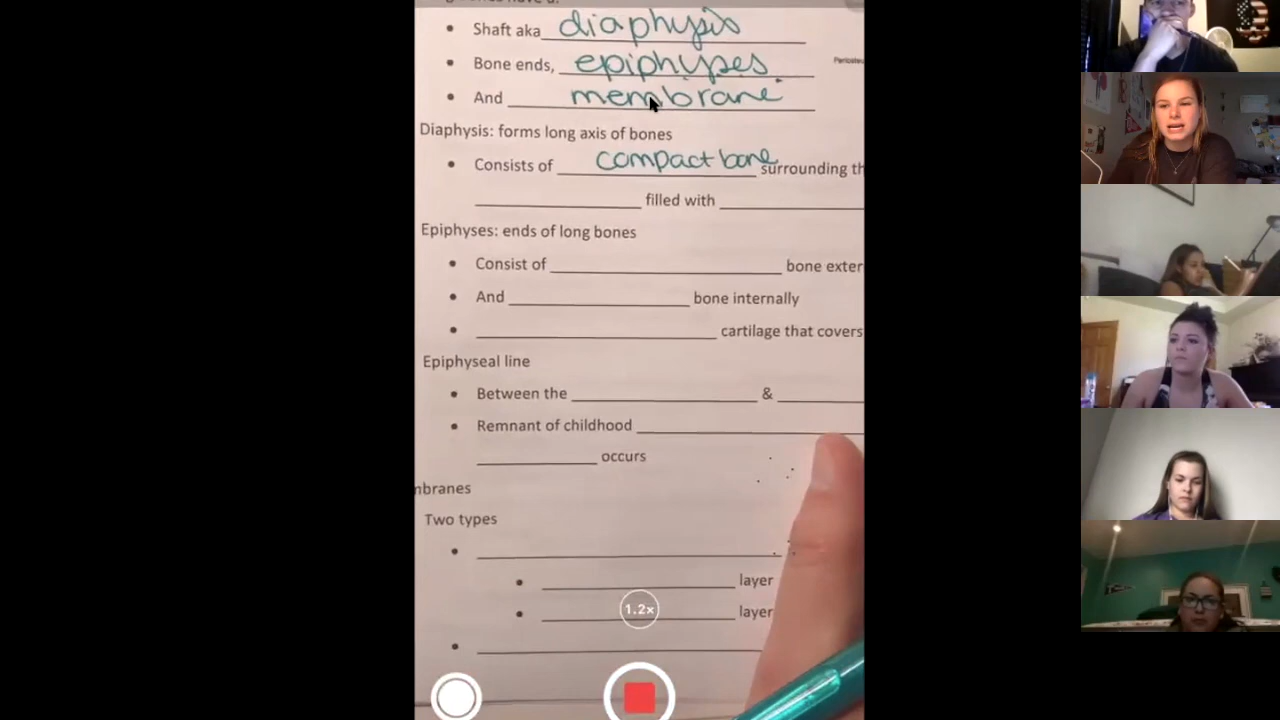 Shaft aka diaphysis
Bone ends, epiphyses
And membrane
Diaphysis: forms long axis of bones
Consists of compact bone surrounding th
filled with
Epiphyses: ends of long bones
Consist of bone exter
And bone internally
cartilage that covers
Epiphyseal line
Between the &
Remnant of childhood
occurs
nbranes
Two types
layer
1.2x
layer